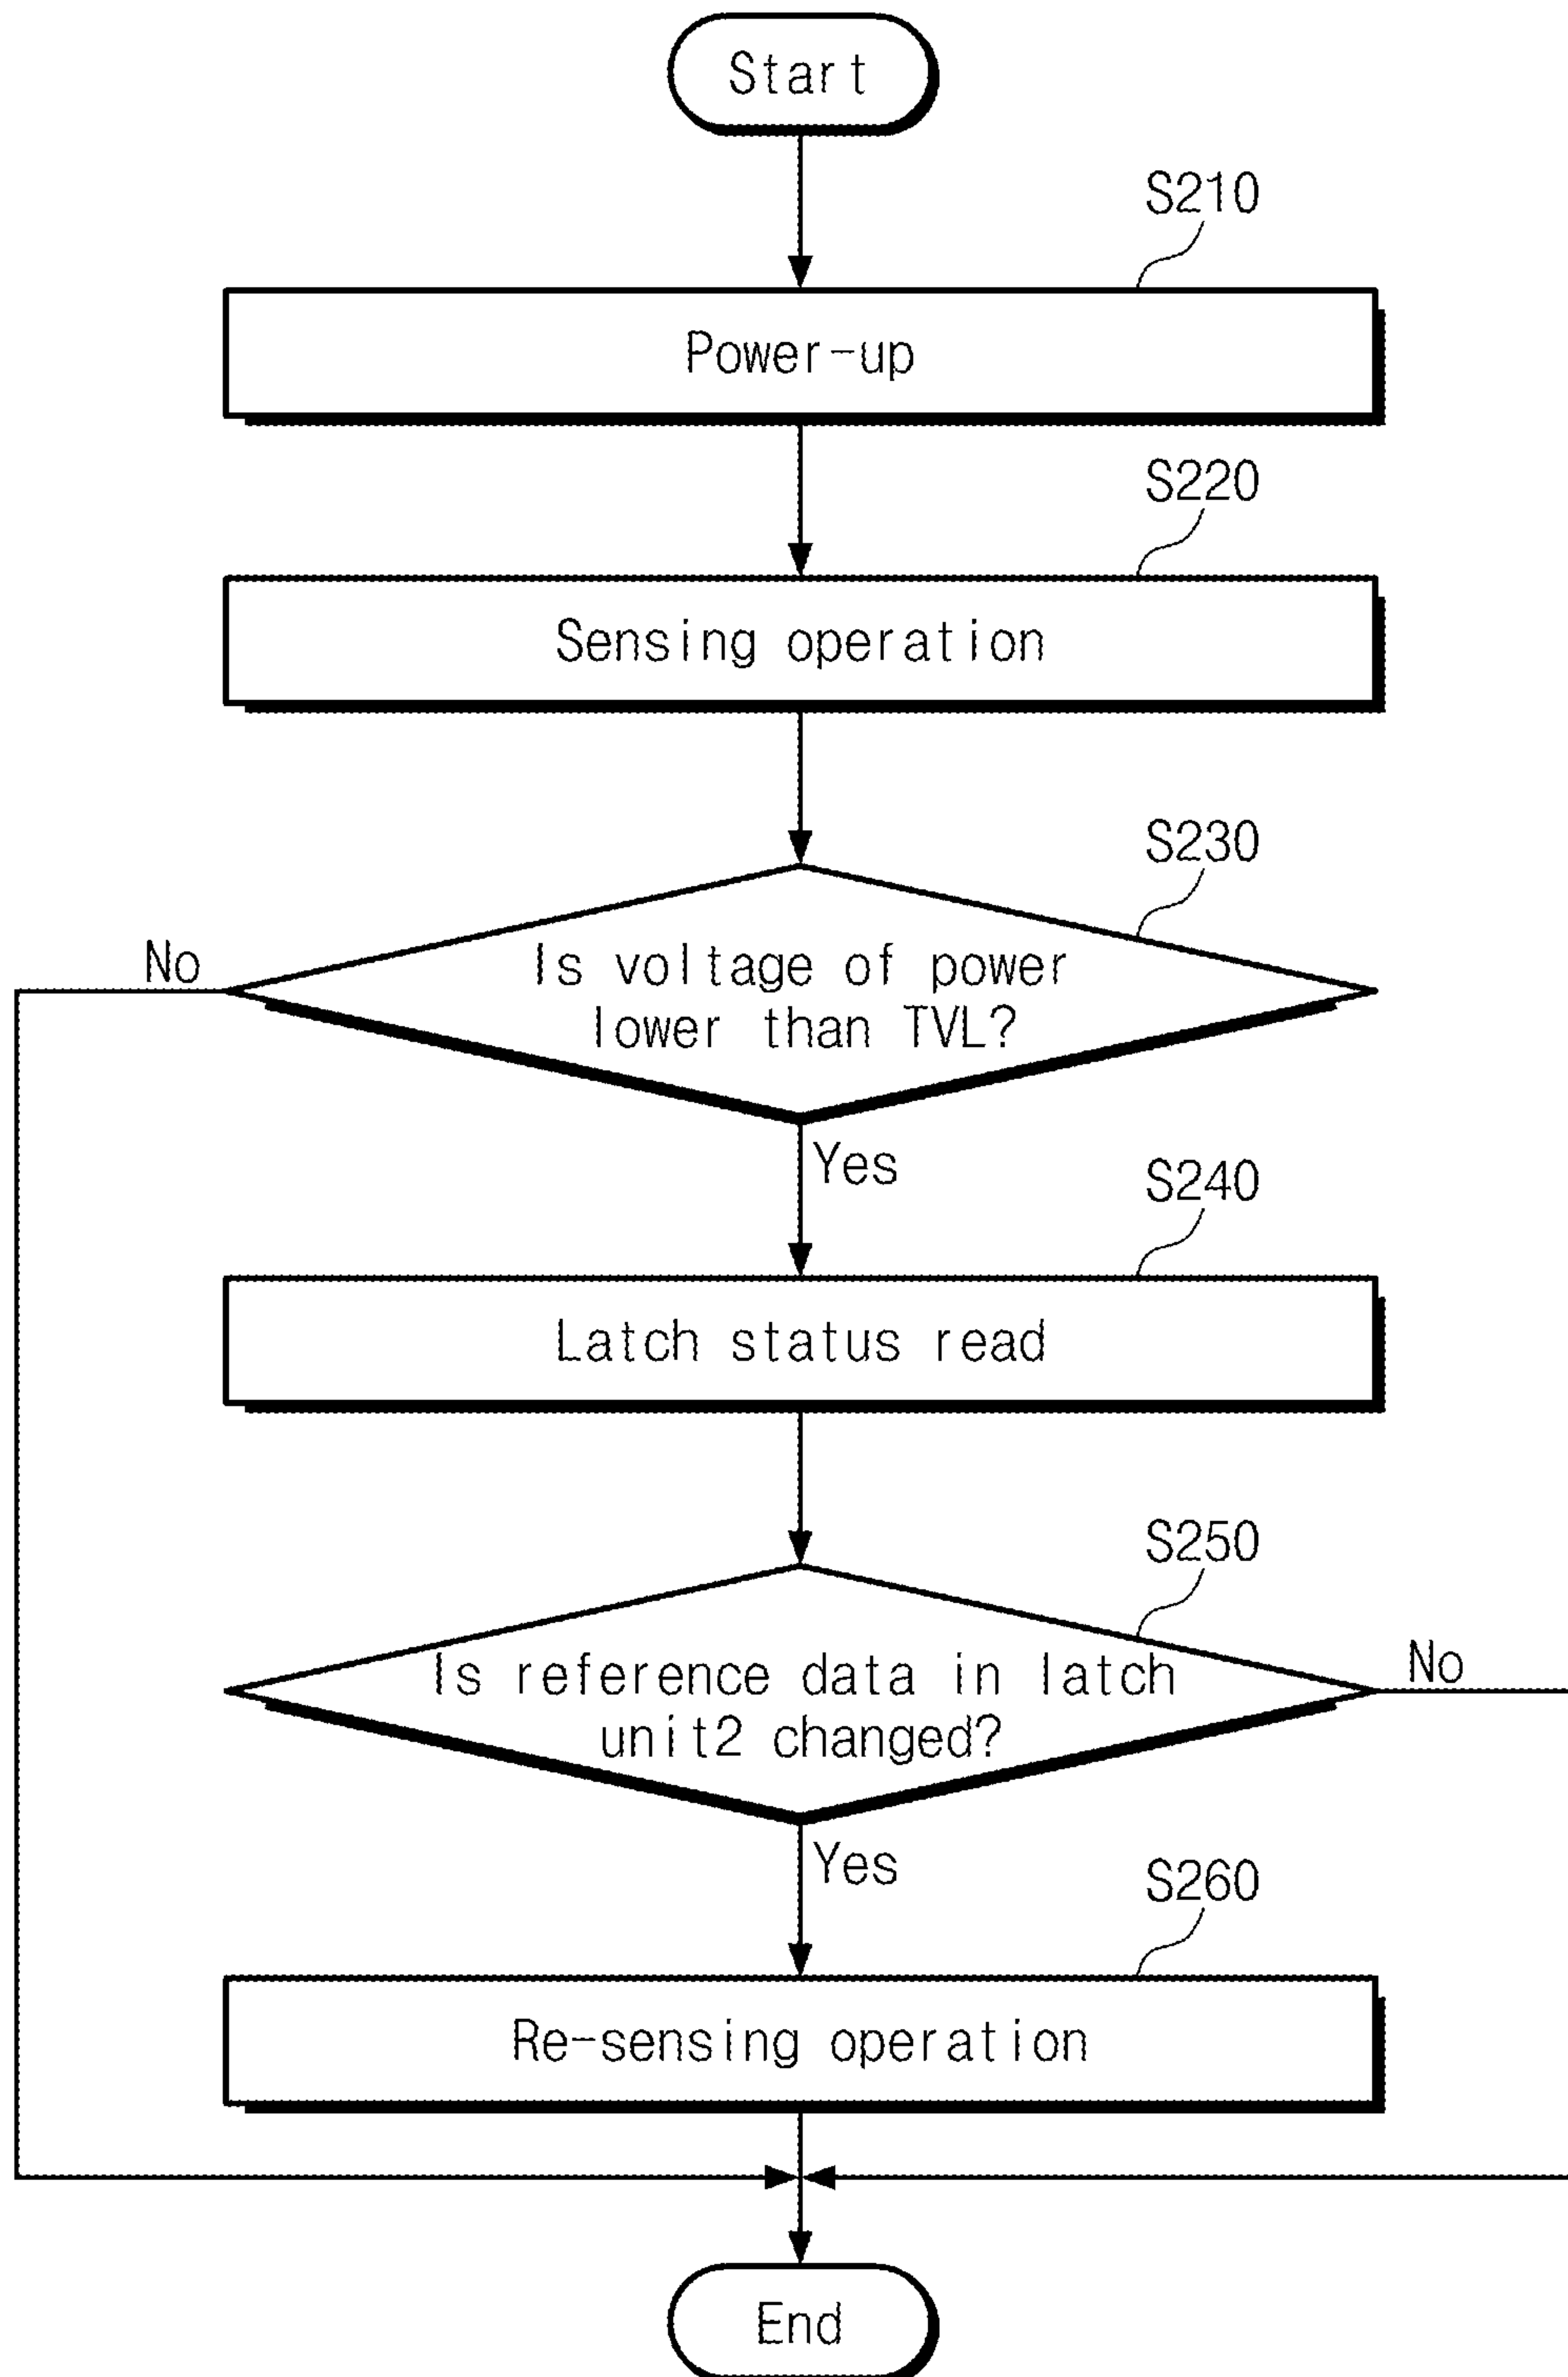 Start
S210
Power-up
S220
Sensing operation
S230
No
Is voltage of power
lower than TVL?
Yes
S240
Latch status read
S250
Is reference data in latch
unit2 changed?
No
Yes
S260
Re-sensing operation
End